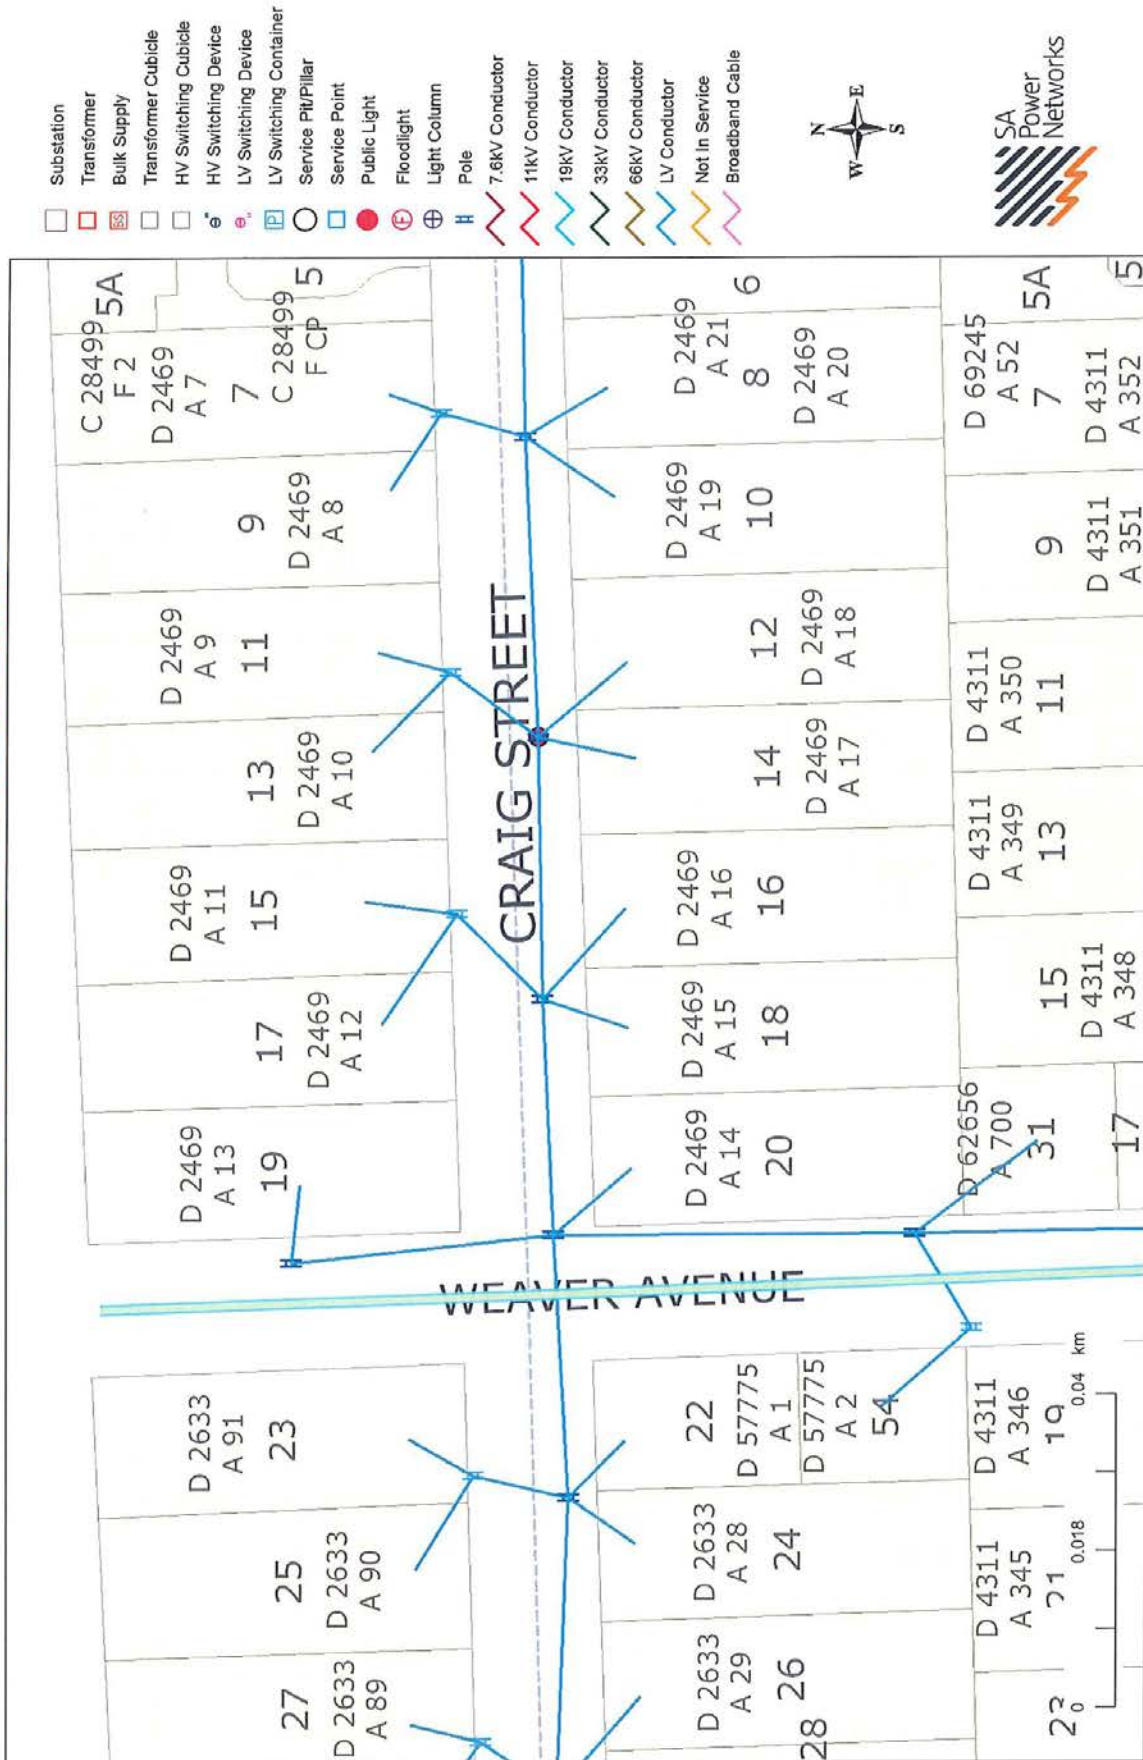 Substation
Transformer
BS
Bulk Supply
Transformer Cubicle
HV Switching Cubicle
HV Switching Device
LV Switching Device
P
LV Switching Container
Service Pit/Pillar
Service Point
Public Light
F
Floodlight
Light Column
Pole
7.6kV Conductor
11kV Conductor
19kV Conductor
33kV Conductor
66kV Conductor
LV Conductor
Not In Service
Broadband Cable
N
W
E
S
SA
Power
Networks
27
D 2633
A 89
25
D 2633
A 90
D 2633
A 91
23
D 2469
A 13
19
17
D 2469
A 12
D 2469
A 11
15
13
D 2469
A 10
D 2469
A 9
11
9
D 2469
A 8
C 28499
F 2
D 2469
A 7
7
C 28499
F CP
5A
5
CRAIG STREET
WEAVER AVENUE
D 2633
A 29
26
28
D 2633
A 28
24
22
D 57775
A 1
D 57775
A 2
54
D 2469
A 14
20
D 2469
A 15
18
D 2469
A 16
16
14
D 2469
A 17
12
D 2469
A 18
D 2469
A 19
10
D 2469
A 21
8
D 2469
A 20
6
23
D 4311
A 345
21
D 4311
A 346
19
D 62656
A 700
31
17
15
D 4311
A 348
D 4311
A 349
13
D 4311
A 350
11
9
D 4311
A 351
D 69245
A 52
7
D 4311
A 352
5A
5
0
0.018
0.04
km